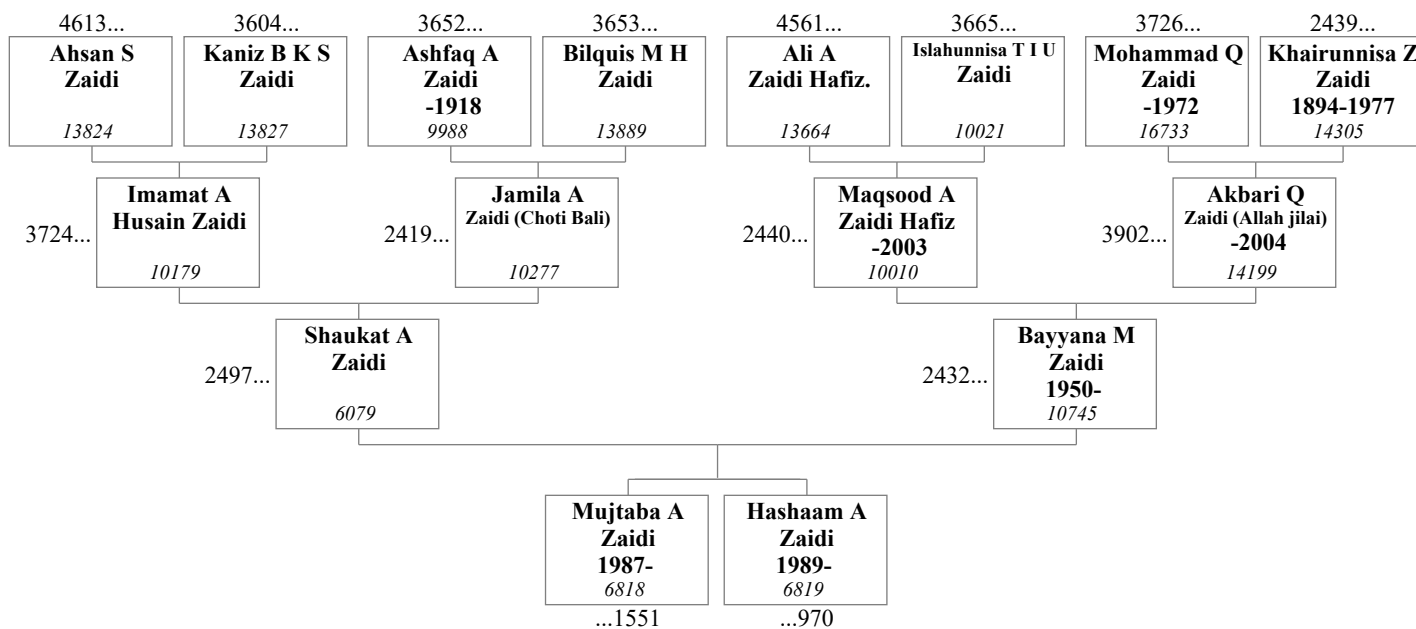 4613... 3604... 3652... 3653... 4561... 3665... 3726... 2439...
Ahsan S
Zaidi
13824
Kaniz B K S
Zaidi
13827
Ashfaq A
Zaidi
-1918
9988
Bilquis M H
Zaidi
13889
Ali A
Zaidi Hafiz.
13664
Islahunnisa T I U
Zaidi
10021
Mohammad Q
Zaidi
-1972
16733
Khairunnisa Z
Zaidi
1894-1977
14305
3724...
Imamat A
Husain Zaidi
10179
2419...
Jamila A
Zaidi (Choti Bali)
10277
2440...
Maqsood A
Zaidi Hafiz
-2003
10010
3902...
Akbari Q
Zaidi (Allah jilai)
-2004
14199
2497...
Shaukat A
Zaidi
6079
2432...
Bayyana M
Zaidi
1950-
10745
Mujtaba A
Zaidi
1987-
6818
...1551
Hashaam A
Zaidi
1989-
6819
...970